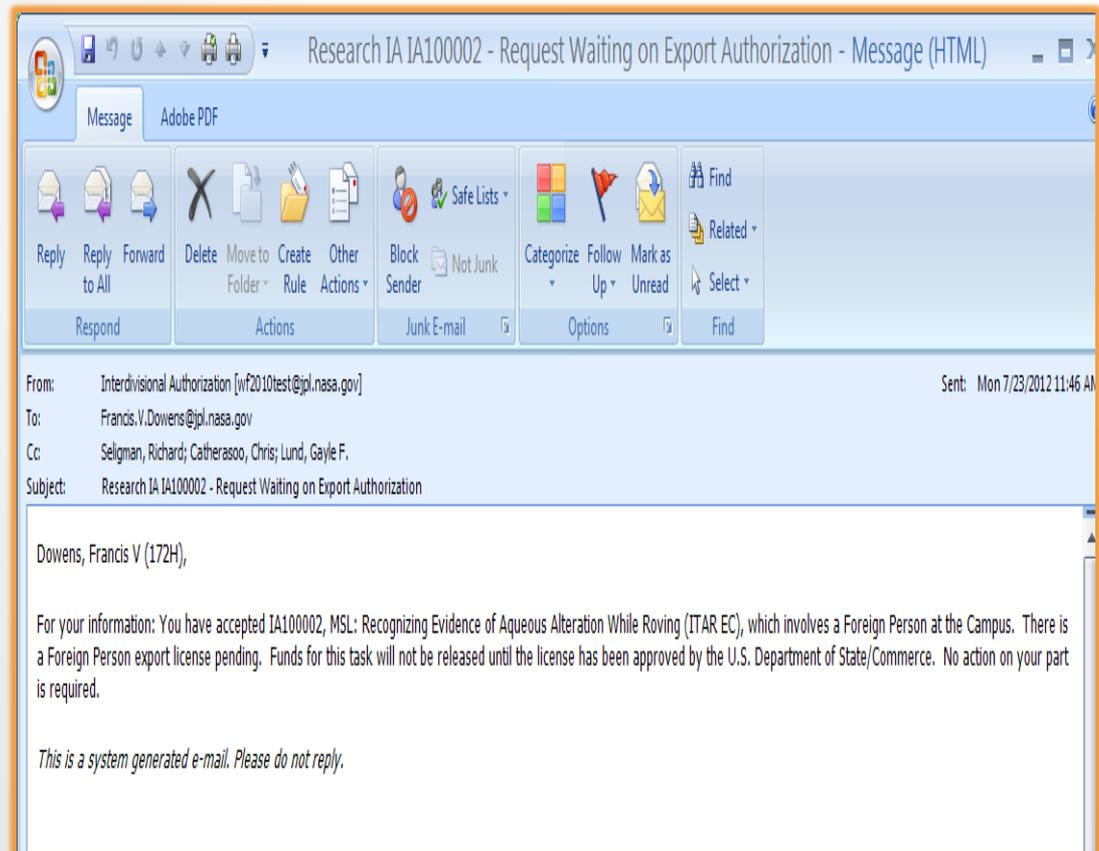 Research IA IA100002 - Request Waiting on Export Authorization - Message (HTML)
Message Adobe PDF
Reply Reply to All Forward
Delete Move to Folder Create Rule Other Actions
Block Sender Safe Lists Not Junk
Categorize Follow Up Mark as Unread
Find Related Select
Respond Actions Junk E-mail Options Find
From: Interdivisional Authorization [wf2010test@jpl.nasa.gov] Sent: Mon 7/23/2012 11:46 AM
To: Francis.V.Dowens@jpl.nasa.gov
Cc: Seligman, Richard; Catherasoo, Chris; Lund, Gayle F.
Subject: Research IA IA100002 - Request Waiting on Export Authorization
Dowens, Francis V (172H),
For your information: You have accepted IA100002, MSL: Recognizing Evidence of Aqueous Alteration While Roving (ITAR EC), which involves a Foreign Person at the Campus. There is
a Foreign Person export license pending. Funds for this task will not be released until the license has been approved by the U.S. Department of State/Commerce. No action on your part
is required.
This is a system generated e-mail. Please do not reply.